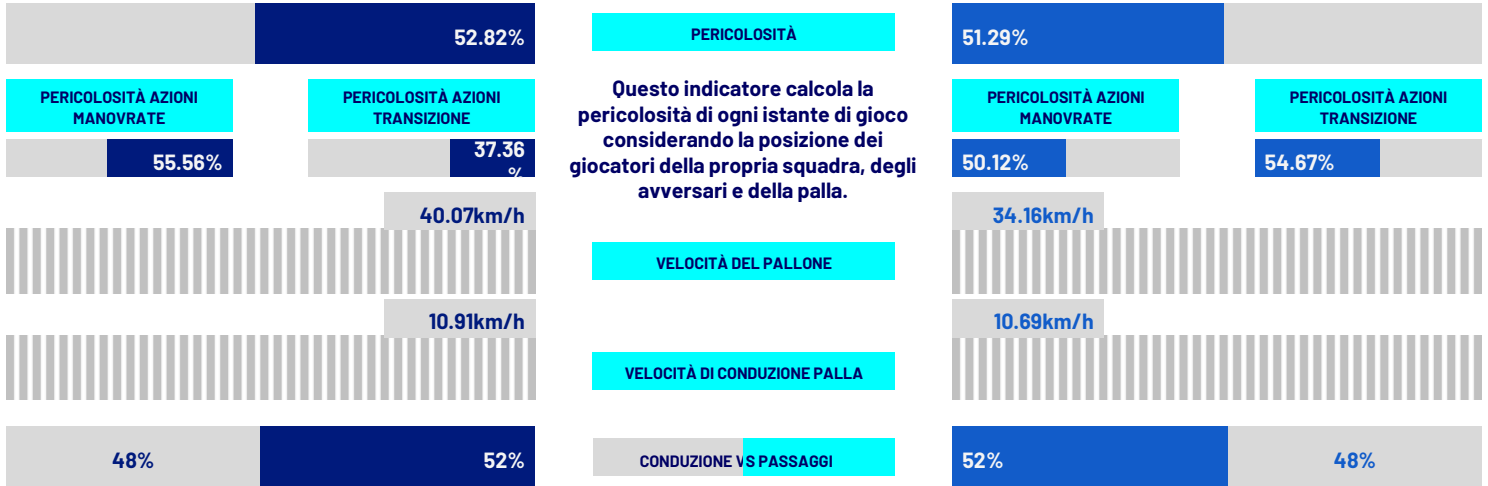 52.82%
PERICOLOSITÀ AZIONI
MANOVRATE
PERICOLOSITÀ AZIONI
TRANSIZIONE
55.56%
37.36
%
40.07km/h
10.91km/h
48%
52%
PERICOLOSITÀ
Questo indicatore calcola la
pericolosità di ogni istante di gioco
considerando la posizione dei
giocatori della propria squadra, degli
avversari e della palla.
VELOCITÀ DEL PALLONE
VELOCITÀ DI CONDUZIONE PALLA
CONDUZIONE VS PASSAGGI
51.29%
PERICOLOSITÀ AZIONI
MANOVRATE
PERICOLOSITÀ AZIONI
TRANSIZIONE
50.12%
54.67%
34.16km/h
10.69km/h
52%
48%